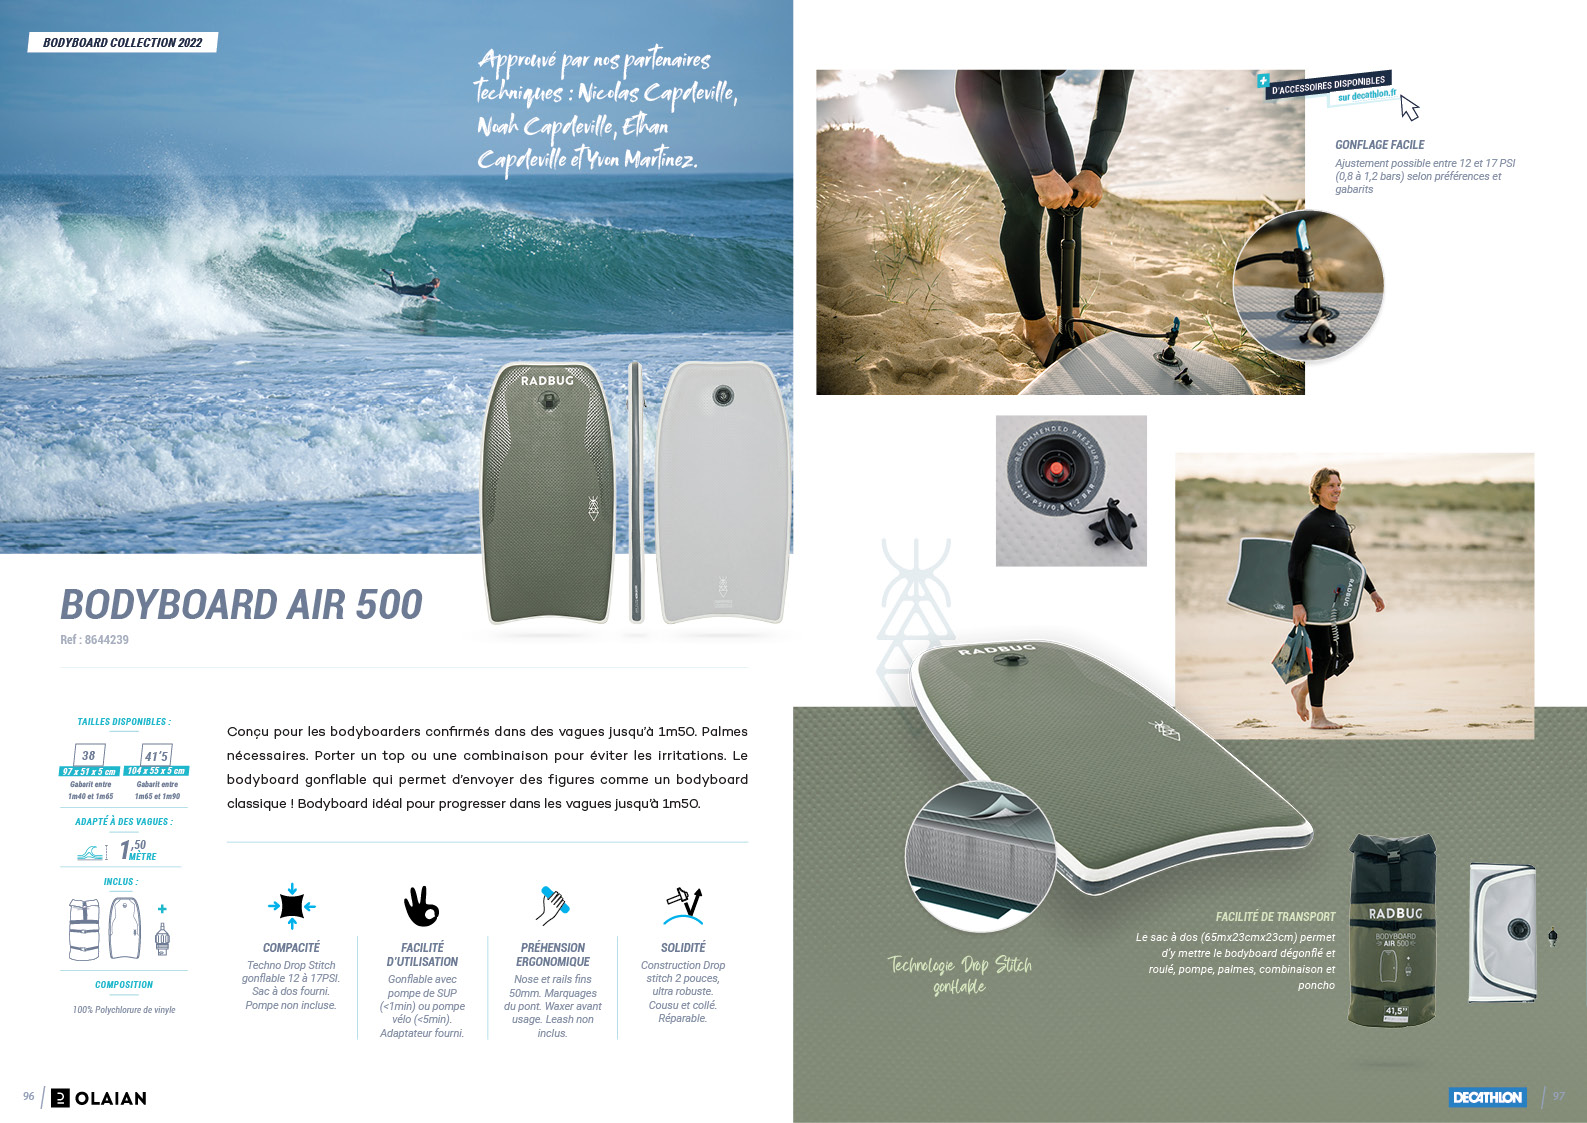 BODYBOARD COLLECTION 2022
Approuvé par nos partenaires
techniques : Nicolas Capdeville,
Noah Capdeville, Ethan
Capdeville et Yvon Martinez.
RADBUG
BODYBOARD AIR 500
Ref : 8644239
TAILLES DISPONIBLES :
38
41'5
97 x 51 x 5 cm
104 x 55 x 5 cm
Gabarit entre
1m40 et 1m65
Gabarit entre
1m65 et 1m90
ADAPTÉ À DES VAGUES :
1,50
MÈTRE
INCLUS :
+
COMPOSITION
100% Polychlorure de vinyle
Conçu pour les bodyboarders confirmés dans des vagues jusqu'à 1m50. Palmes
nécessaires. Porter un top ou une combinaison pour éviter les irritations. Le
bodyboard gonflable qui permet d'envoyer des figures comme un bodyboard
classique ! Bodyboard idéal pour progresser dans les vagues jusqu'à 1m50.
COMPACITÉ
Techno Drop Stitch
gonflable 12 à 17PSI.
Sac à dos fourni.
Pompe non incluse.
FACILITÉ
D'UTILISATION
Gonflable avec
pompe de SUP
(<1min) ou pompe
vélo (<5min).
Adaptateur fourni.
PRÉHENSION
ERGONOMIQUE
Nose et rails fins
50mm. Marquages
du pont. Waxer avant
usage. Leash non
inclus.
SOLIDITÉ
Construction Drop
stitch 2 pouces,
ultra robuste.
Cousu et collé.
Réparable.
96
OLAIAN
+
D'ACCESSOIRES DISPONIBLES
sur decathlon.fr
GONFLAGE FACILE
Ajustement possible entre 12 et 17 PSI
(0,8 à 1,2 bars) selon préférences et
gabarits
RECOMMENDED PRESSURE
12-17 PSI/0,8-1,2 BAR
RADBUG
RADBUG
Technologie Drop Stitch
gonflable
FACILITÉ DE TRANSPORT
Le sac à dos (65mx23cmx23cm) permet
d'y mettre le bodyboard dégonflé et
roulé, pompe, palmes, combinaison et
poncho
RADBUG
BODYBOARD
AIR 500
41,5''
DECATHLON
97